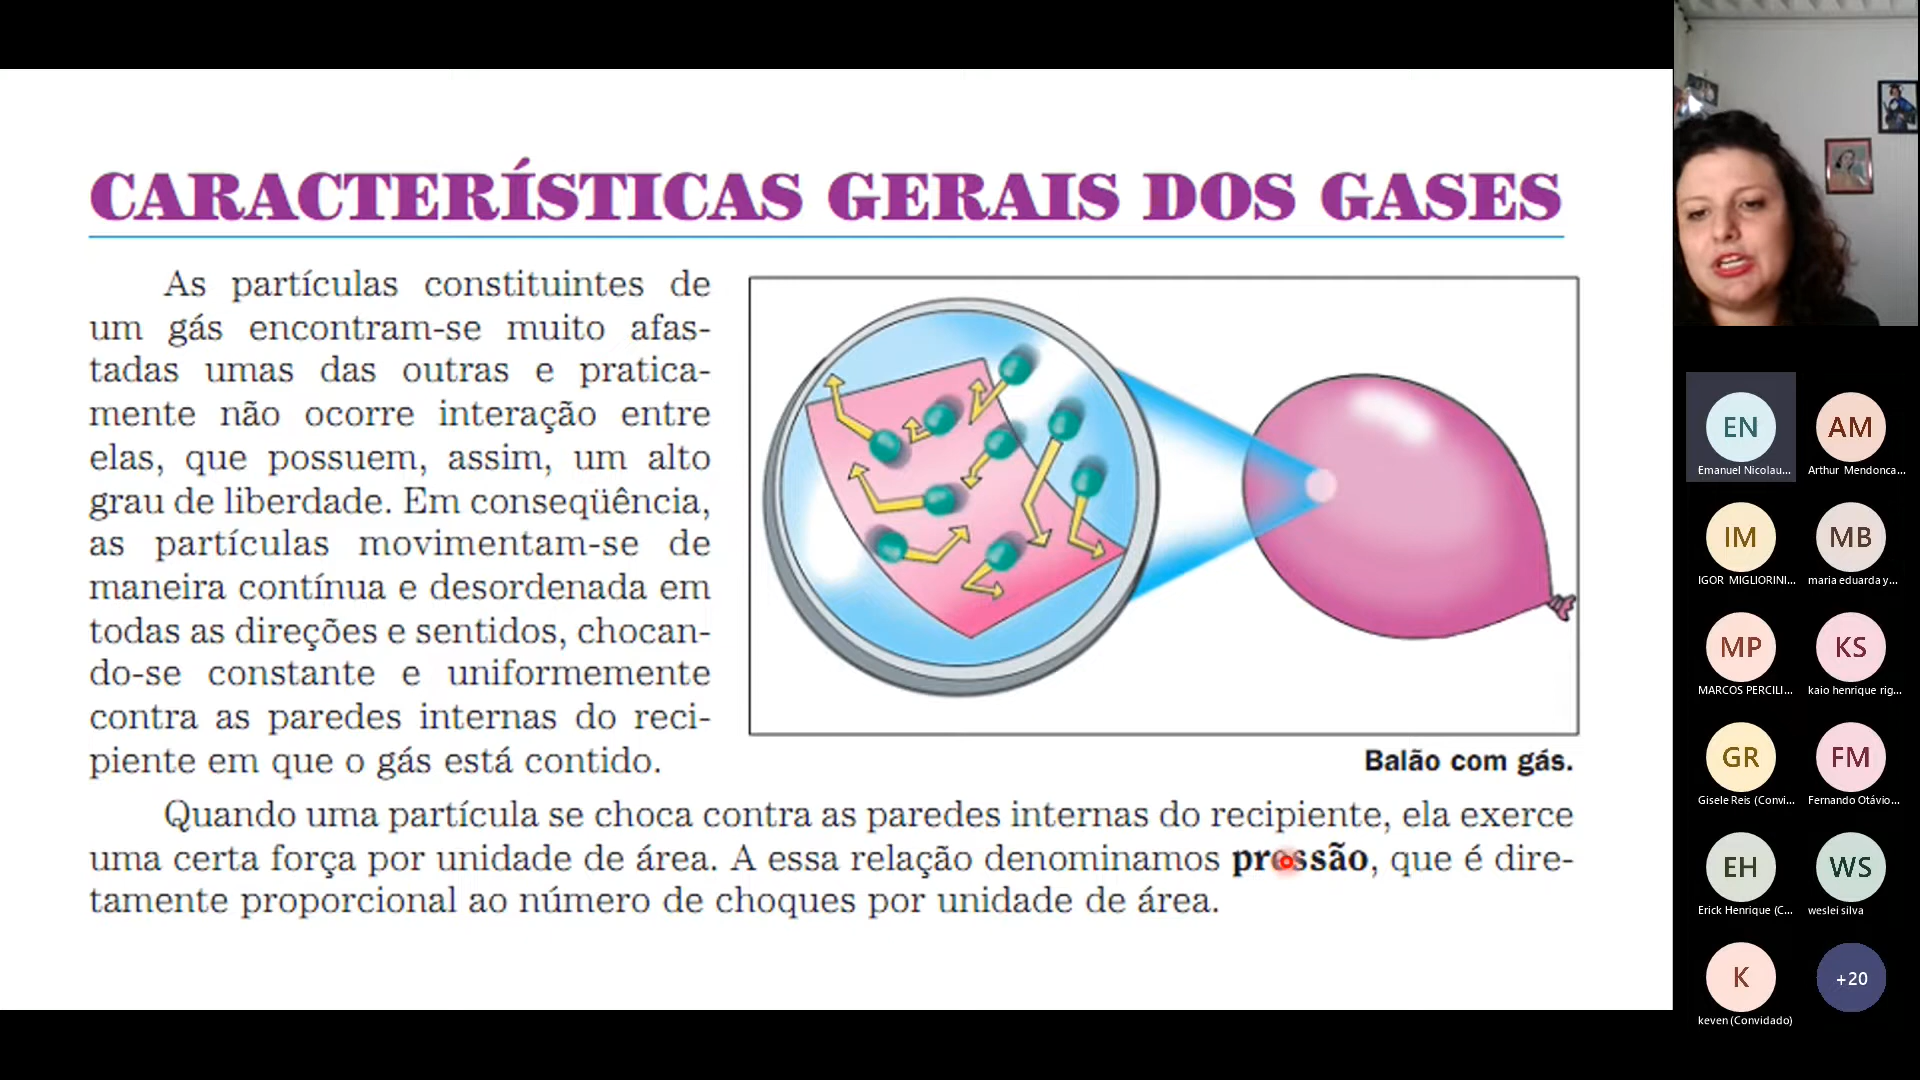 CARACTERÍSTICAS GERAIS DOS GASES
As partículas constituintes de
um gás encontram-se muito afas-
tadas umas das outras e pratica-
mente não ocorre interação entre
elas, que possuem, assim, um alto
grau de liberdade. Em conseqüência,
as partículas movimentam-se de
maneira contínua e desordenada em
todas as direções e sentidos, chocan-
do-se constante e uniformemente
contra as paredes internas do reci-
piente em que o gás está contido.
Balão com gás.
Quando uma partícula se choca contra as paredes internas do recipiente, ela exerce
uma certa força por unidade de área. A essa relação denominamos pressão, que é dire-
tamente proporcional ao número de choques por unidade de área.
EN
Emanuel Nicolau...
AM
Arthur Mendonca...
IM
IGOR MIGLIORINI...
MB
maria eduarda y...
MP
MARCOS PERCILI...
KS
kaio henrique rig...
GR
Gisele Reis (Convi...
FM
Fernando Otávio...
EH
Erick Henrique (C...
WS
weslei silva
K
keven (Convidado)
+20